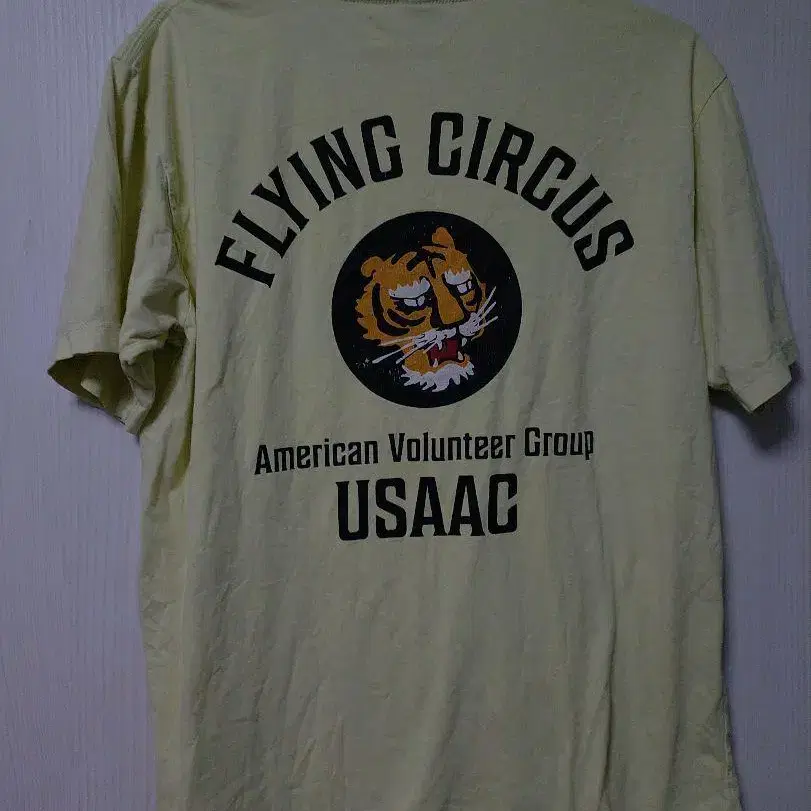 FLYING CIRCUS
American Volunteer Group
USAAC